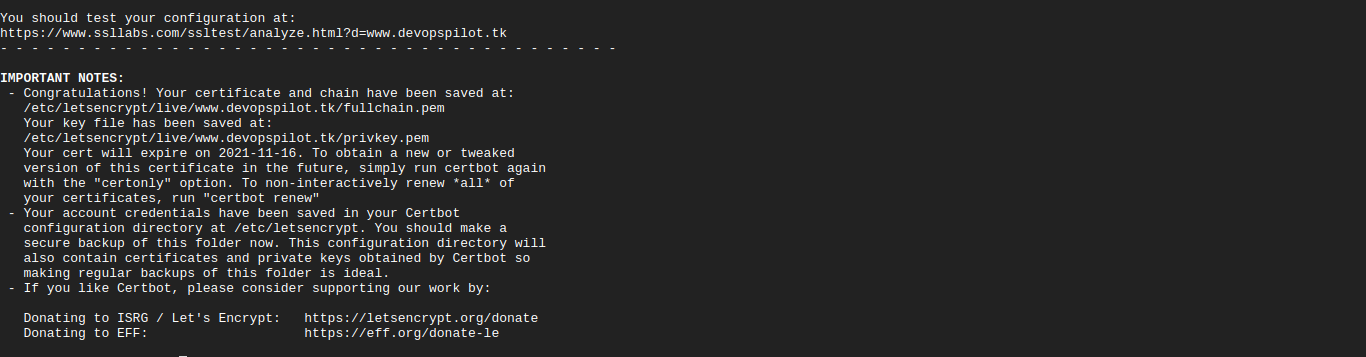 You should test your configuration at:
https://www.ssllabs.com/ssltest/analyze.html?d=www.devopspilot.tk
- - - - - - - - - - - - - - - - - - - - - - - - - - - - - - - - - - - - - - - -
IMPORTANT NOTES:
 - Congratulations! Your certificate and chain have been saved at:
   /etc/letsencrypt/live/www.devopspilot.tk/fullchain.pem
   Your key file has been saved at:
   /etc/letsencrypt/live/www.devopspilot.tk/privkey.pem
   Your cert will expire on 2021-11-16. To obtain a new or tweaked
   version of this certificate in the future, simply run certbot again
   with the "certonly" option. To non-interactively renew *all* of
   your certificates, run "certbot renew"
 - Your account credentials have been saved in your Certbot
   configuration directory at /etc/letsencrypt. You should make a
   secure backup of this folder now. This configuration directory will
   also contain certificates and private keys obtained by Certbot so
   making regular backups of this folder is ideal.
 - If you like Certbot, please consider supporting our work by:
   Donating to ISRG / Let's Encrypt:   https://letsencrypt.org/donate
   Donating to EFF:                    https://eff.org/donate-le